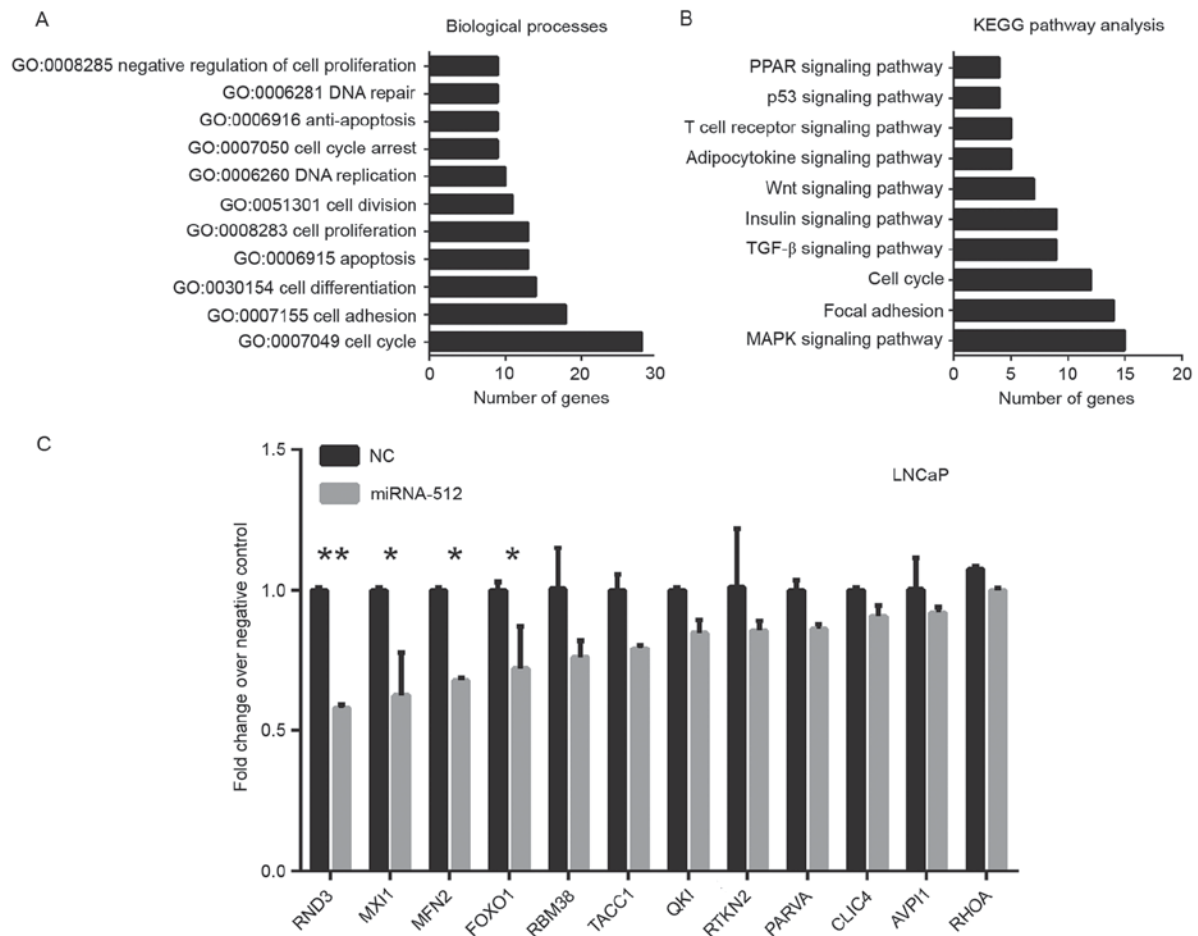 A
Biological processes
GO:0008285 negative regulation of cell proliferation
GO:0006281 DNA repair
GO:0006916 anti-apoptosis
GO:0007050 cell cycle arrest
GO:0006260 DNA replication
GO:0051301 cell division
GO:0008283 cell proliferation
GO:0006915 apoptosis
GO:0030154 cell differentiation
GO:0007155 cell adhesion
GO:0007049 cell cycle
0 10 20 30
Number of genes
B
KEGG pathway analysis
PPAR signaling pathway
p53 signaling pathway
T cell receptor signaling pathway
Adipocytokine signaling pathway
Wnt signaling pathway
Insulin signaling pathway
TGF-β signaling pathway
Cell cycle
Focal adhesion
MAPK signaling pathway
0 5 10 15 20
Number of genes
C
NC
miRNA-512
LNCaP
Fold change over negative control
1.5
1.0
0.5
0.0
** * * *
RND3 MXI1 MFN2 FOXO1 RBM38 TACC1 QKI RTKN2 PARVA CLIC4 AVPI1 RHOA